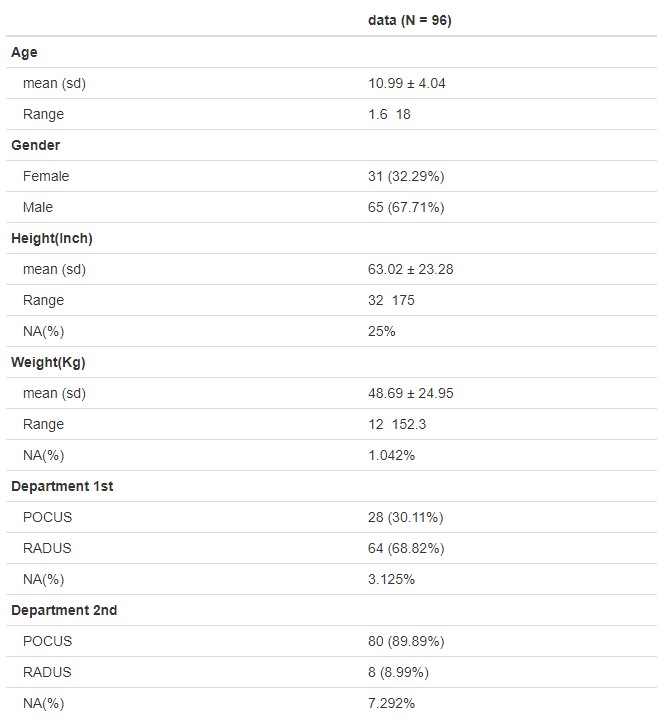 data (N = 96)
Age
mean (sd) 10.99 ± 4.04
Range 1.6 18
Gender
Female 31 (32.29%)
Male 65 (67.71%)
Height(Inch)
mean (sd) 63.02 ± 23.28
Range 32 175
NA(%) 25%
Weight(Kg)
mean (sd) 48.69 ± 24.95
Range 12 152.3
NA(%) 1.042%
Department 1st
POCUS 28 (30.11%)
RADUS 64 (68.82%)
NA(%) 3.125%
Department 2nd
POCUS 80 (89.89%)
RADUS 8 (8.99%)
NA(%) 7.292%